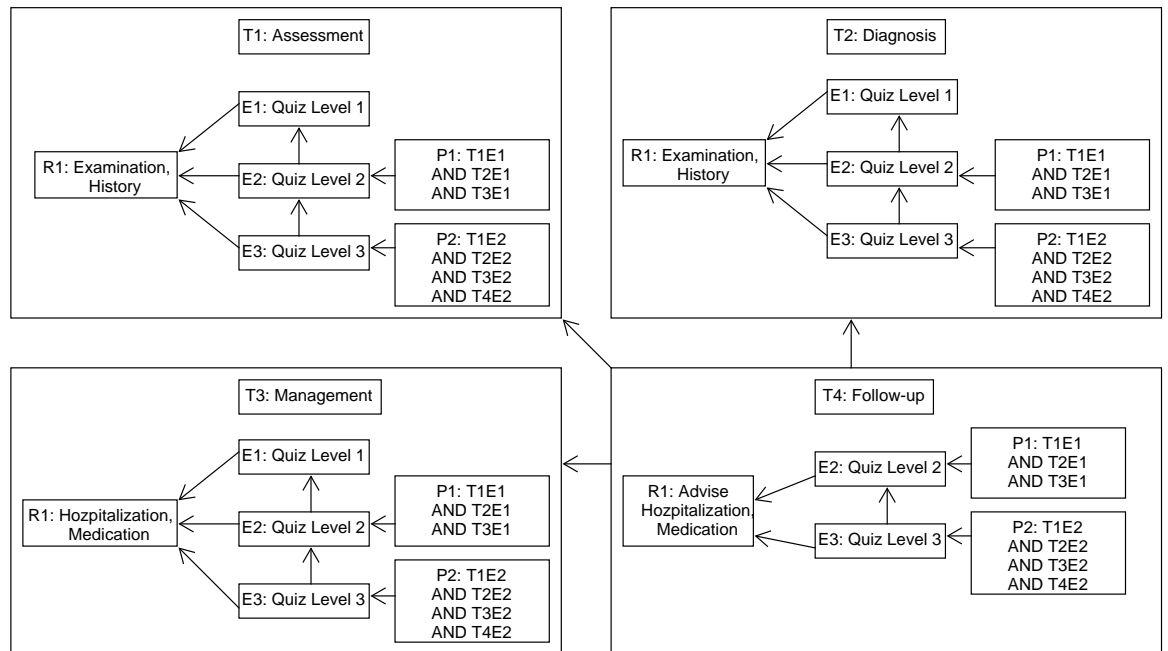 T1: Assessment
E1: Quiz Level 1
R1: Examination,
History
E2: Quiz Level 2
P1: T1E1
AND T2E1
AND T3E1
E3: Quiz Level 3
P2: T1E2
AND T2E2
AND T3E2
AND T4E2
T2: Diagnosis
E1: Quiz Level 1
R1: Examination,
History
E2: Quiz Level 2
P1: T1E1
AND T2E1
AND T3E1
E3: Quiz Level 3
P2: T1E2
AND T2E2
AND T3E2
AND T4E2
T3: Management
E1: Quiz Level 1
R1: Hozpitalization,
Medication
E2: Quiz Level 2
P1: T1E1
AND T2E1
AND T3E1
E3: Quiz Level 3
P2: T1E2
AND T2E2
AND T3E2
AND T4E2
T4: Follow-up
R1: Advise
Hozpitalization,
Medication
E2: Quiz Level 2
P1: T1E1
AND T2E1
AND T3E1
E3: Quiz Level 3
P2: T1E2
AND T2E2
AND T3E2
AND T4E2